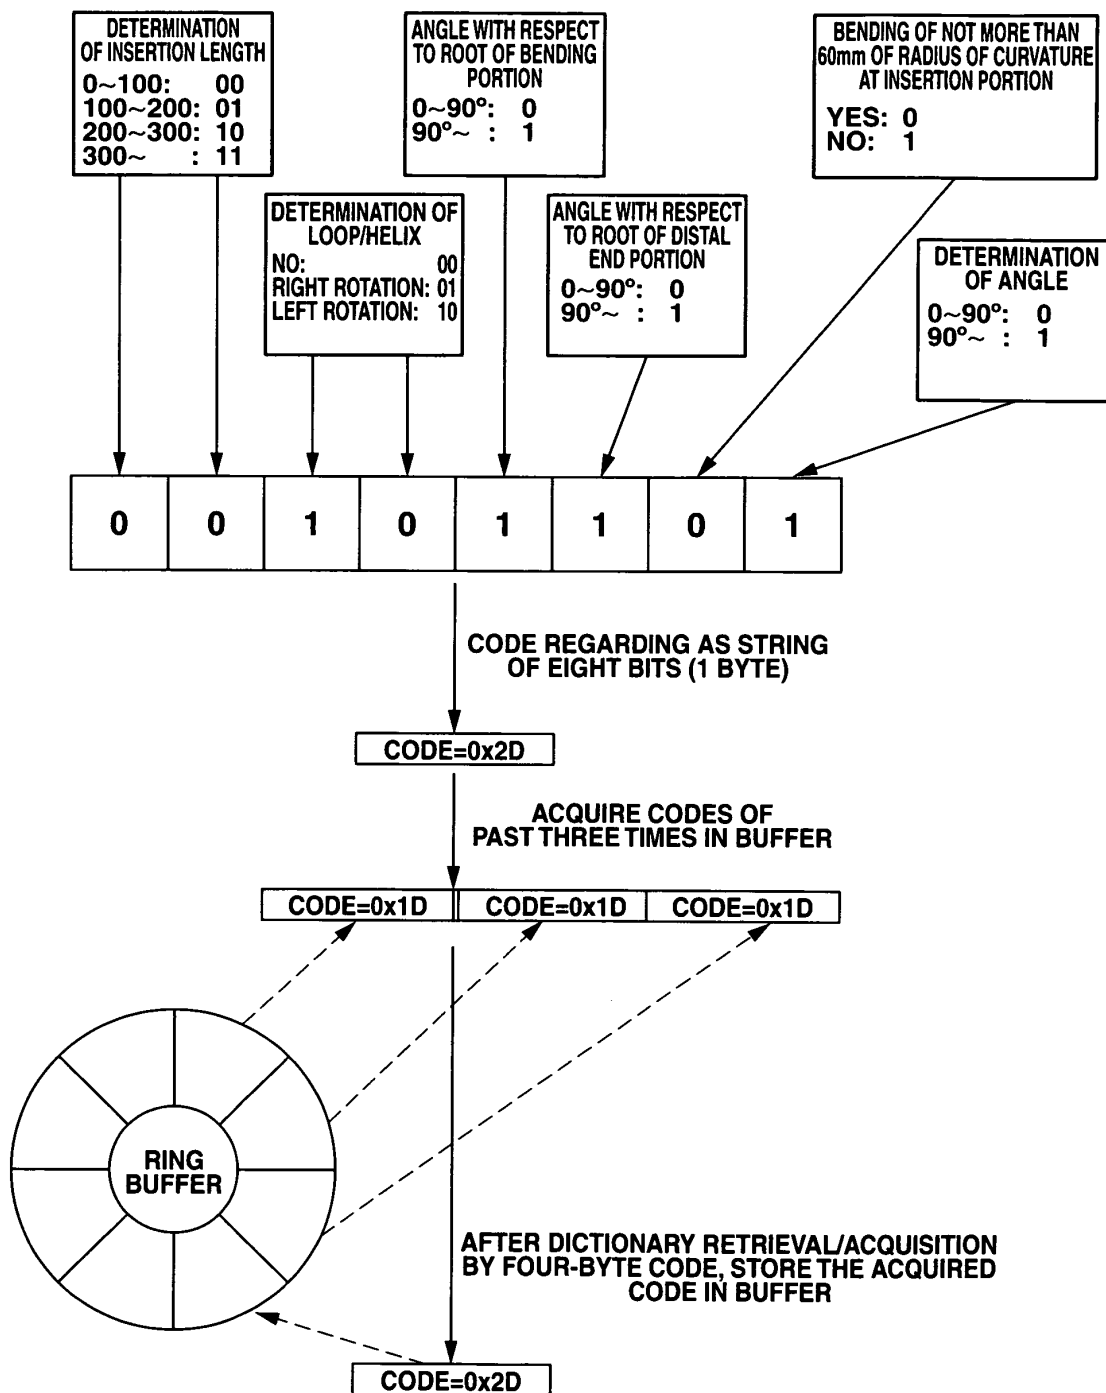 DETERMINATION
OF INSERTION LENGTH
0~100: 00
100~200: 01
200~300: 10
300~ : 11
ANGLE WITH RESPECT
TO ROOT OF BENDING
PORTION
0~90°: 0
90°~ : 1
BENDING OF NOT MORE THAN
60mm OF RADIUS OF CURVATURE
AT INSERTION PORTION
YES: 0
NO: 1
DETERMINATION OF
LOOP/HELIX
NO: 00
RIGHT ROTATION: 01
LEFT ROTATION: 10
ANGLE WITH RESPECT
TO ROOT OF DISTAL
END PORTION
0~90°: 0
90°~ : 1
DETERMINATION
OF ANGLE
0~90°: 0
90°~ : 1
0 0 1 0 1 1 0 1
CODE REGARDING AS STRING
OF EIGHT BITS (1 BYTE)
CODE=0x2D
ACQUIRE CODES OF
PAST THREE TIMES IN BUFFER
CODE=0x1D CODE=0x1D CODE=0x1D
RING
BUFFER
AFTER DICTIONARY RETRIEVAL/ACQUISITION
BY FOUR-BYTE CODE, STORE THE ACQUIRED
CODE IN BUFFER
CODE=0x2D